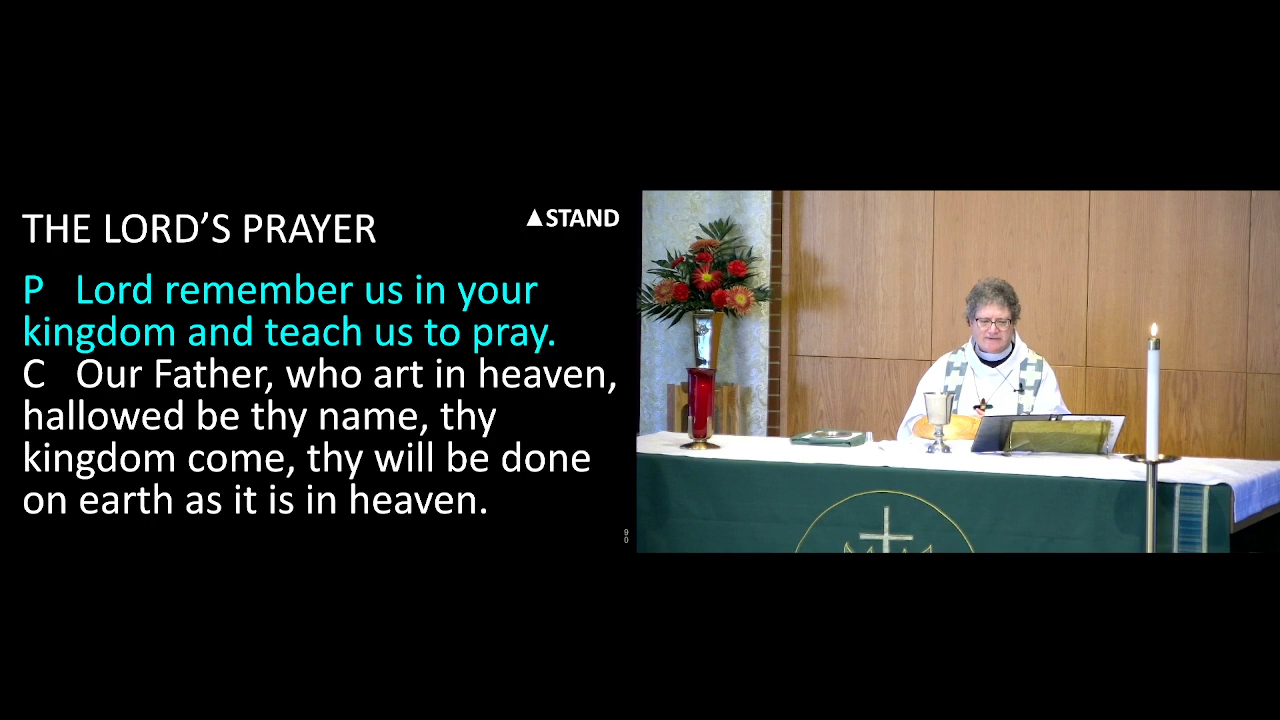 THE LORD’S PRAYER
▲STAND
P Lord remember us in your
kingdom and teach us to pray.
C Our Father, who art in heaven,
hallowed be thy name, thy
kingdom come, thy will be done
on earth as it is in heaven.
9
0